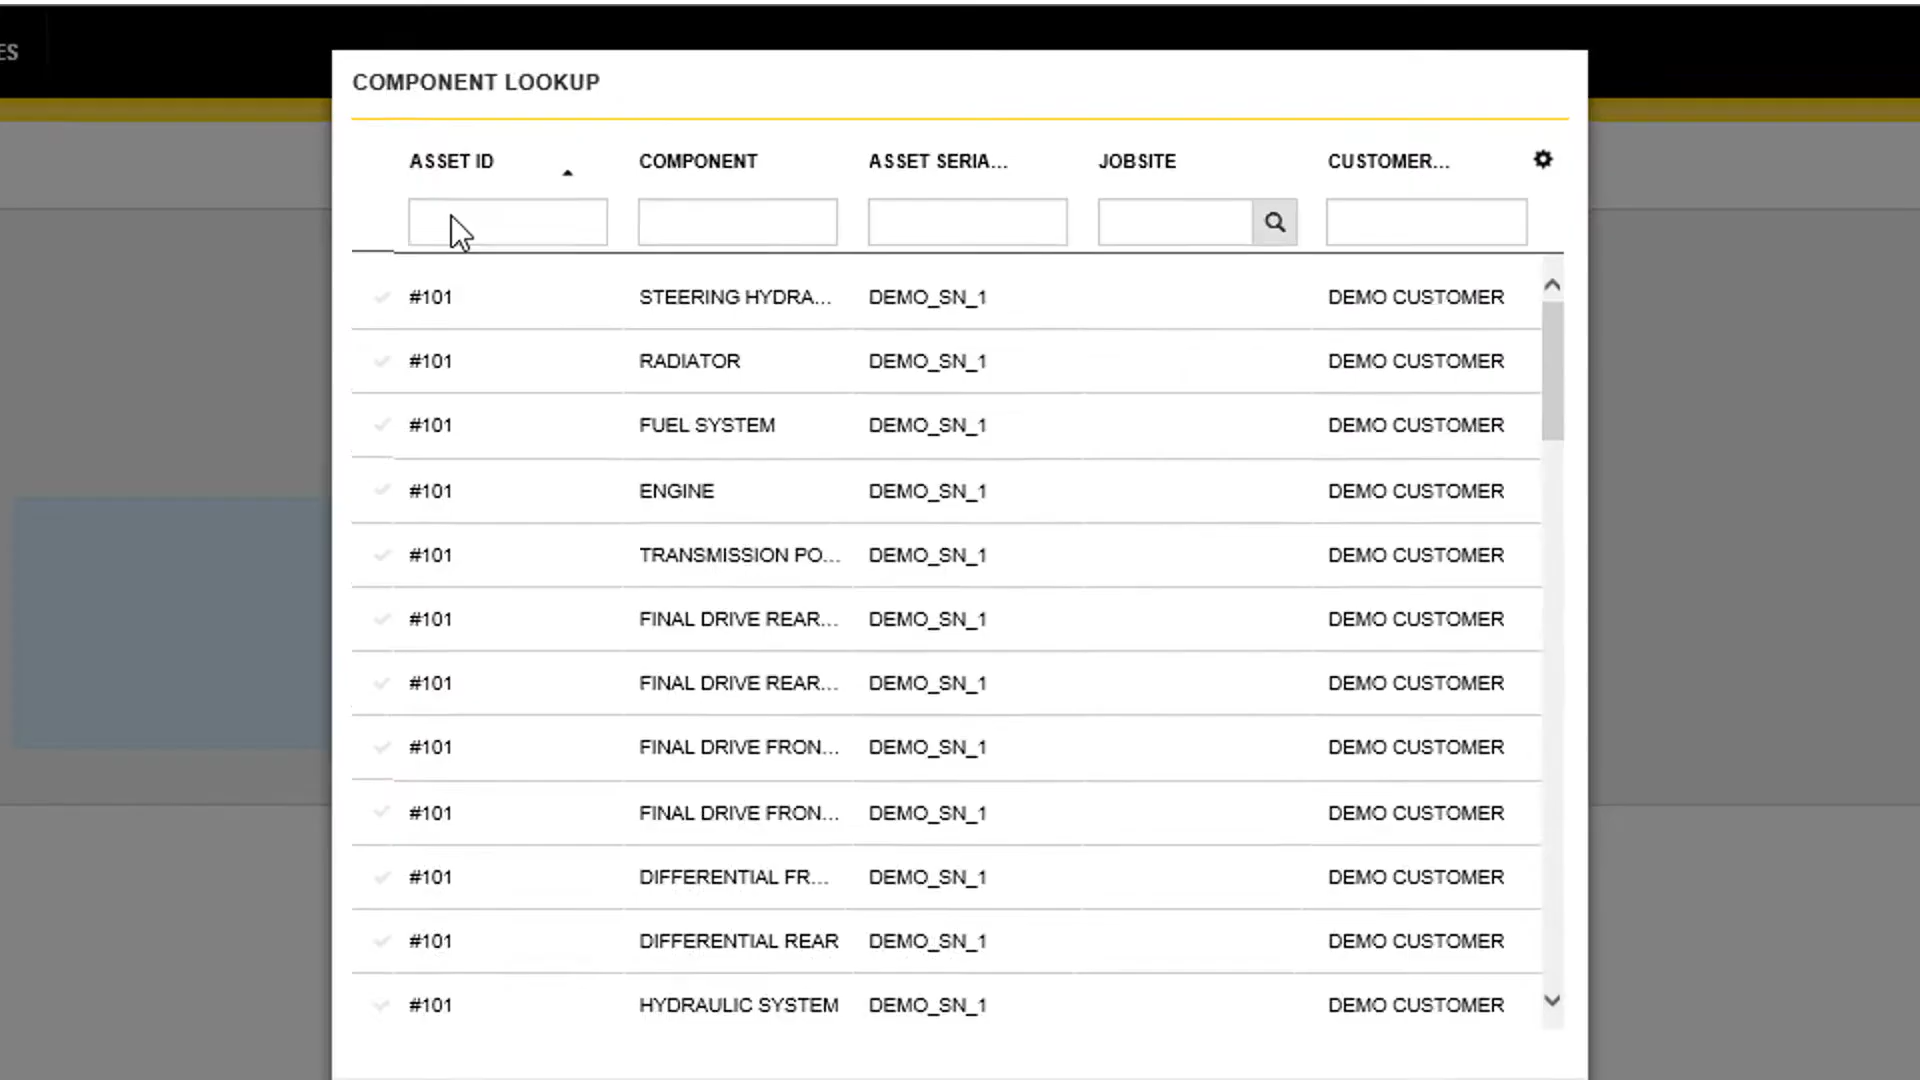 ES
COMPONENT LOOKUP
ASSET ID COMPONENT ASSET SERIA... JOBSITE CUSTOMER...
#101 STEERING HYDRA... DEMO_SN_1 DEMO CUSTOMER
#101 RADIATOR DEMO_SN_1 DEMO CUSTOMER
#101 FUEL SYSTEM DEMO_SN_1 DEMO CUSTOMER
#101 ENGINE DEMO_SN_1 DEMO CUSTOMER
#101 TRANSMISSION PO... DEMO_SN_1 DEMO CUSTOMER
#101 FINAL DRIVE REAR... DEMO_SN_1 DEMO CUSTOMER
#101 FINAL DRIVE REAR... DEMO_SN_1 DEMO CUSTOMER
#101 FINAL DRIVE FRON... DEMO_SN_1 DEMO CUSTOMER
#101 FINAL DRIVE FRON... DEMO_SN_1 DEMO CUSTOMER
#101 DIFFERENTIAL FR... DEMO_SN_1 DEMO CUSTOMER
#101 DIFFERENTIAL REAR DEMO_SN_1 DEMO CUSTOMER
#101 HYDRAULIC SYSTEM DEMO_SN_1 DEMO CUSTOMER